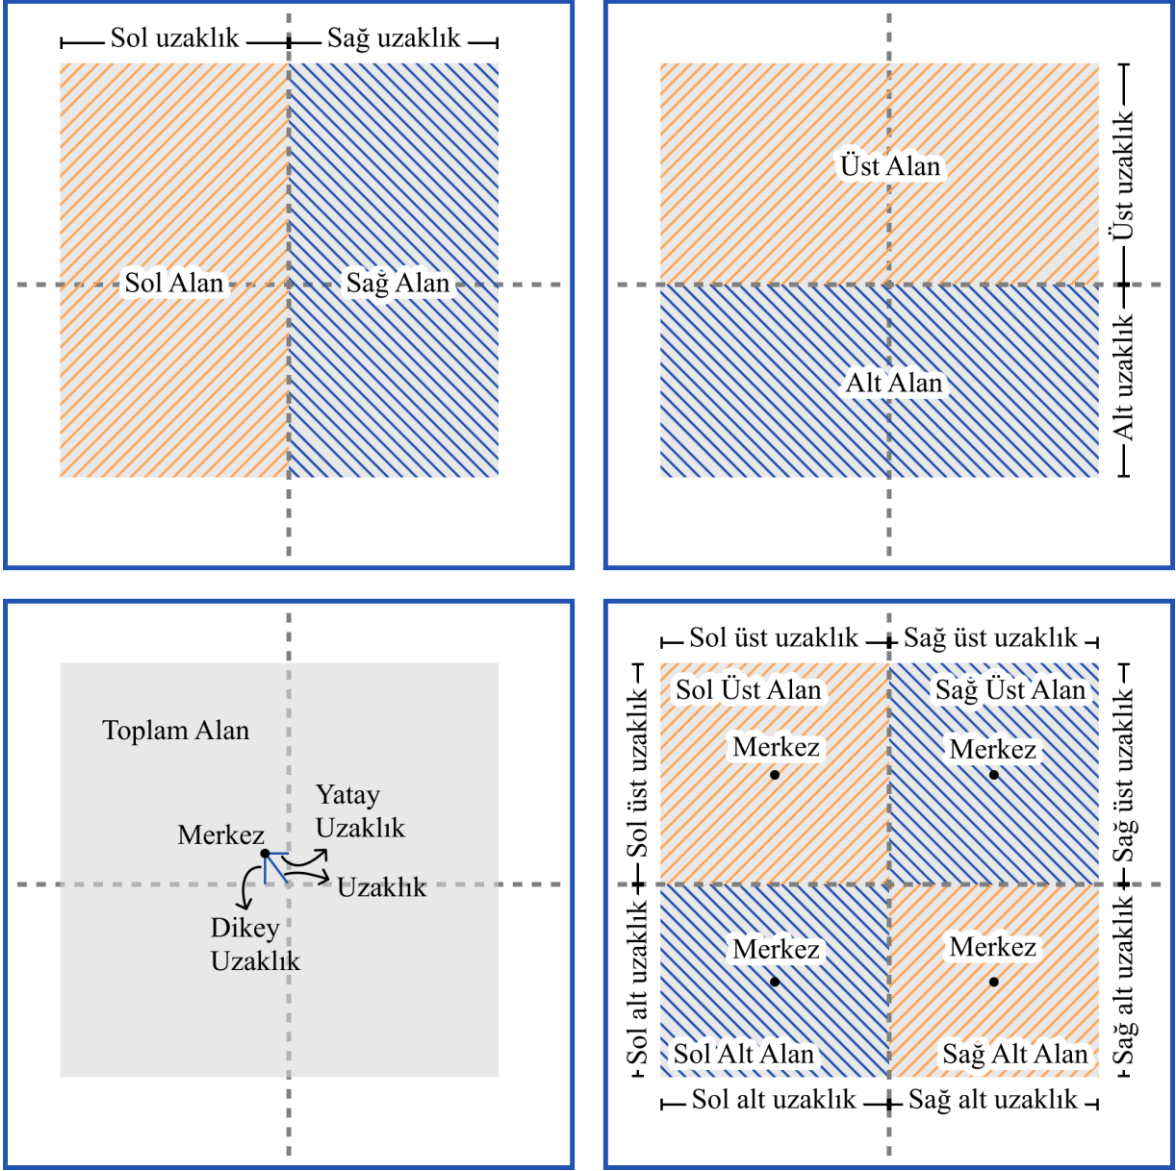 Sol uzaklık
Sağ uzaklık
Sol Alan
Sağ Alan
Üst Alan
Alt Alan
Üst uzaklık
Alt uzaklık
Toplam Alan
Merkez
Yatay
Uzaklık
Uzaklık
Dikey
Uzaklık
Sol üst uzaklık
Sağ üst uzaklık
Sol Üst Alan
Sağ Üst Alan
Merkez
Merkez
Sol üst uzaklık
Sağ üst uzaklık
Merkez
Merkez
Sol Alt Alan
Sağ Alt Alan
Sol alt uzaklık
Sağ alt uzaklık
Sol alt uzaklık
Sağ alt uzaklık